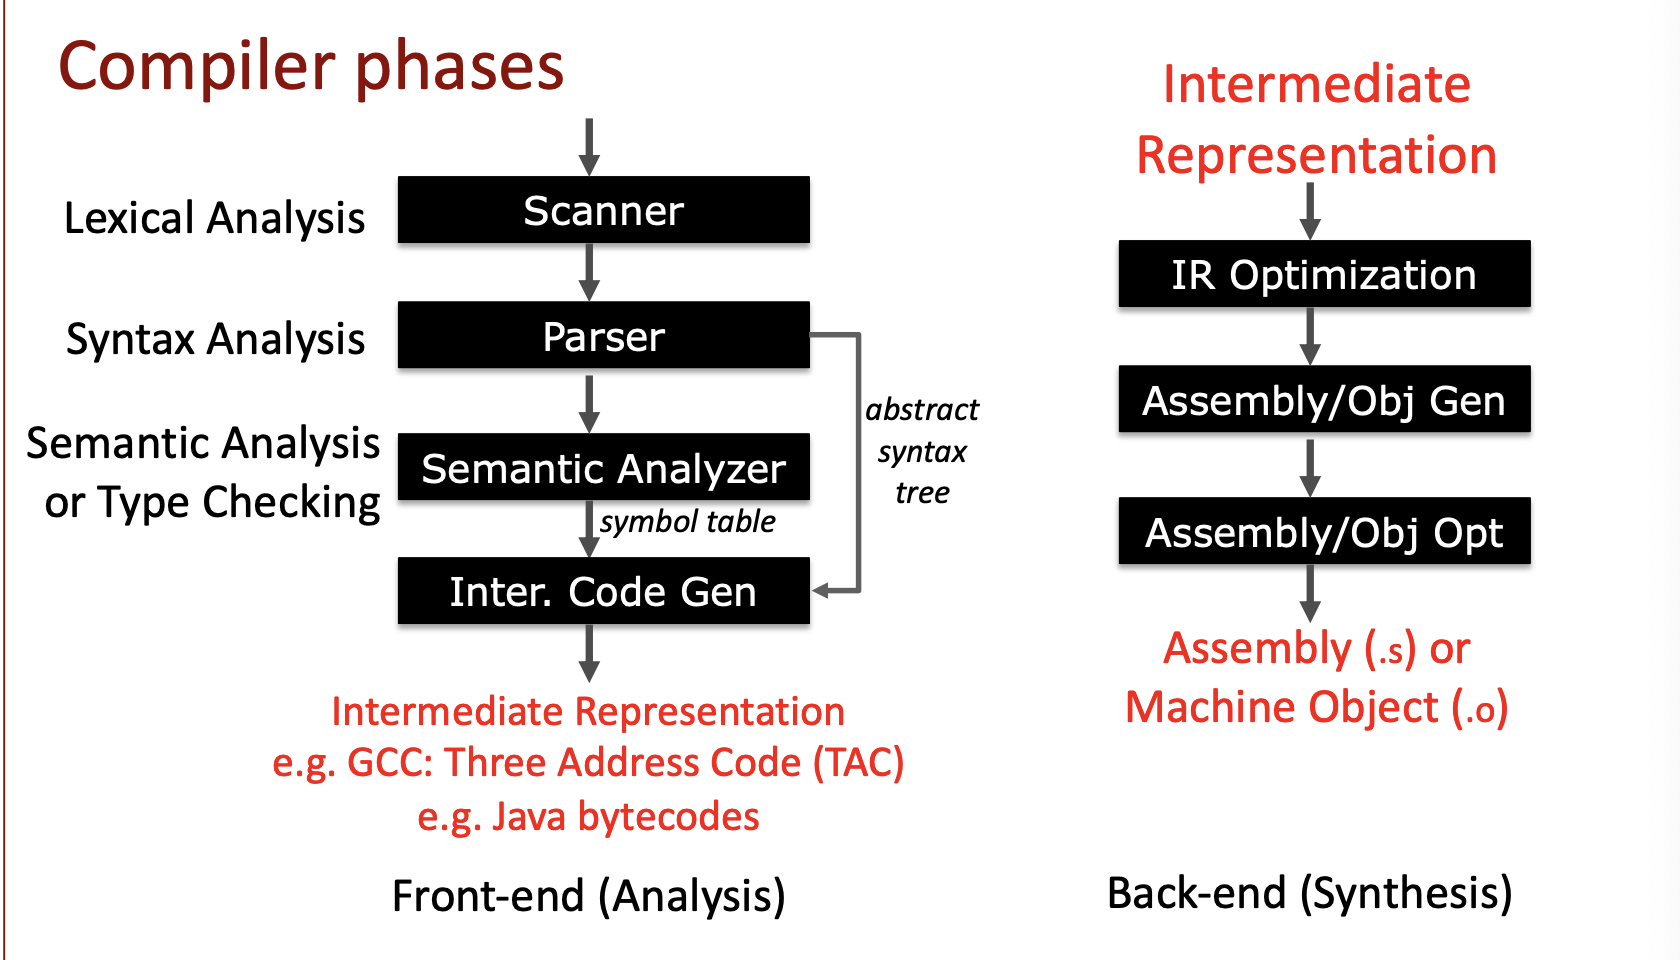 Compiler phases
Lexical Analysis
Scanner
Syntax Analysis
Parser
abstract
syntax
tree
Semantic Analysis
or Type Checking
Semantic Analyzer
symbol table
Inter. Code Gen
Intermediate Representation
e.g. GCC: Three Address Code (TAC)
e.g. Java bytecodes
Front-end (Analysis)
Intermediate
Representation
IR Optimization
Assembly/Obj Gen
Assembly/Obj Opt
Assembly (.s) or
Machine Object (.o)
Back-end (Synthesis)